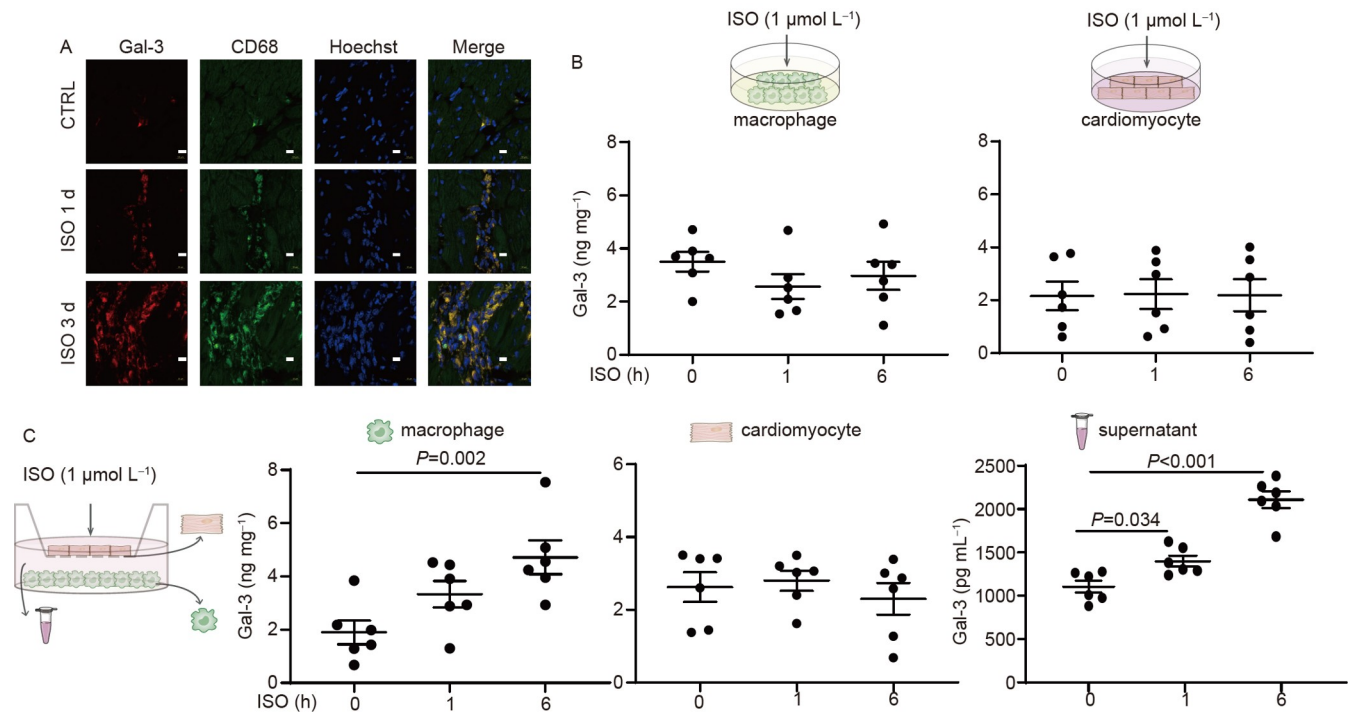 A
Gal-3 CD68 Hoechst Merge
CTRL
ISO 1 d
ISO 3 d
B
ISO (1 µmol L⁻¹)
macrophage
Gal-3 (ng mg⁻¹)
8
6
4
2
0
ISO (h) 0 1 6
ISO (1 µmol L⁻¹)
cardiomyocyte
8
6
4
2
0
0 1 6
C
ISO (1 µmol L⁻¹)
macrophage
P=0.002
Gal-3 (ng mg⁻¹)
8
6
4
2
0
ISO (h) 0 1 6
cardiomyocyte
6
4
2
0
0 1 6
supernatant
P<0.001
P=0.034
Gal-3 (pg mL⁻¹)
2500
2000
1500
1000
500
0
0 1 6